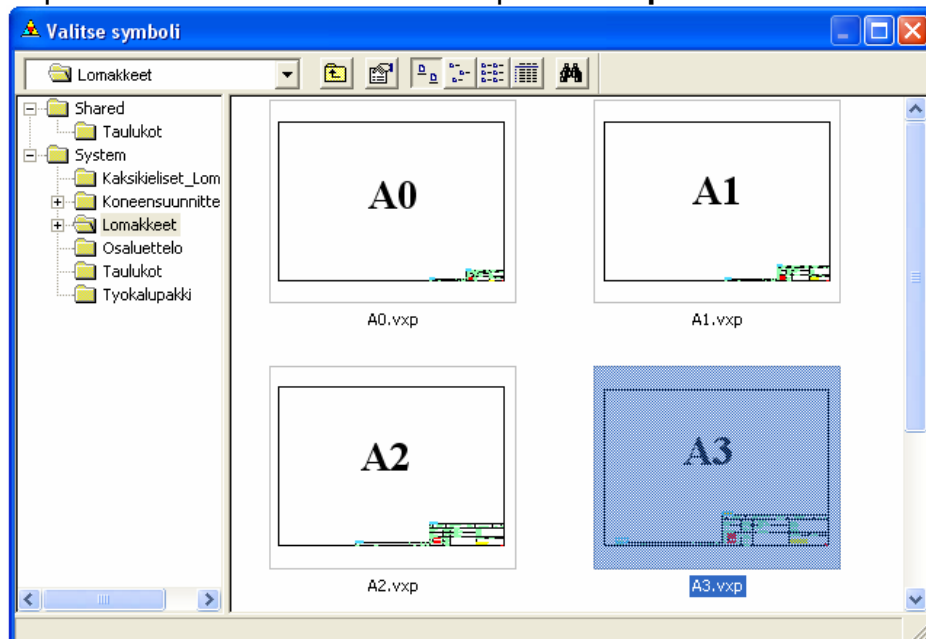 Valitse symboli
Lomakkeet
Shared
Taulukot
System
Kaksikieliset_Lom
Koneensuunnitte
Lomakkeet
Osaluettelo
Taulukot
Työkalupakki
A0
A1
A0.vxp
A1.vxp
A2
A3
A2.vxp
A3.vxp